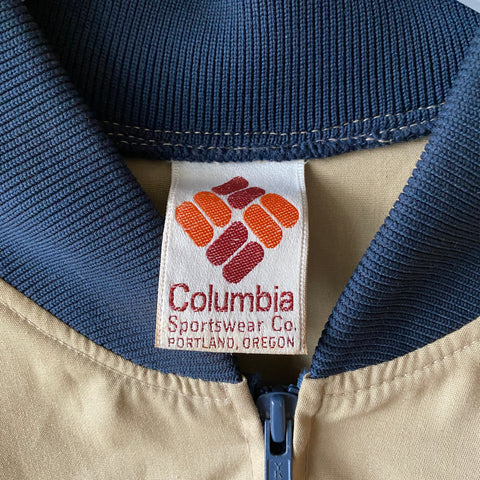 Columbia
Sportswear Co.
PORTLAND, OREGON